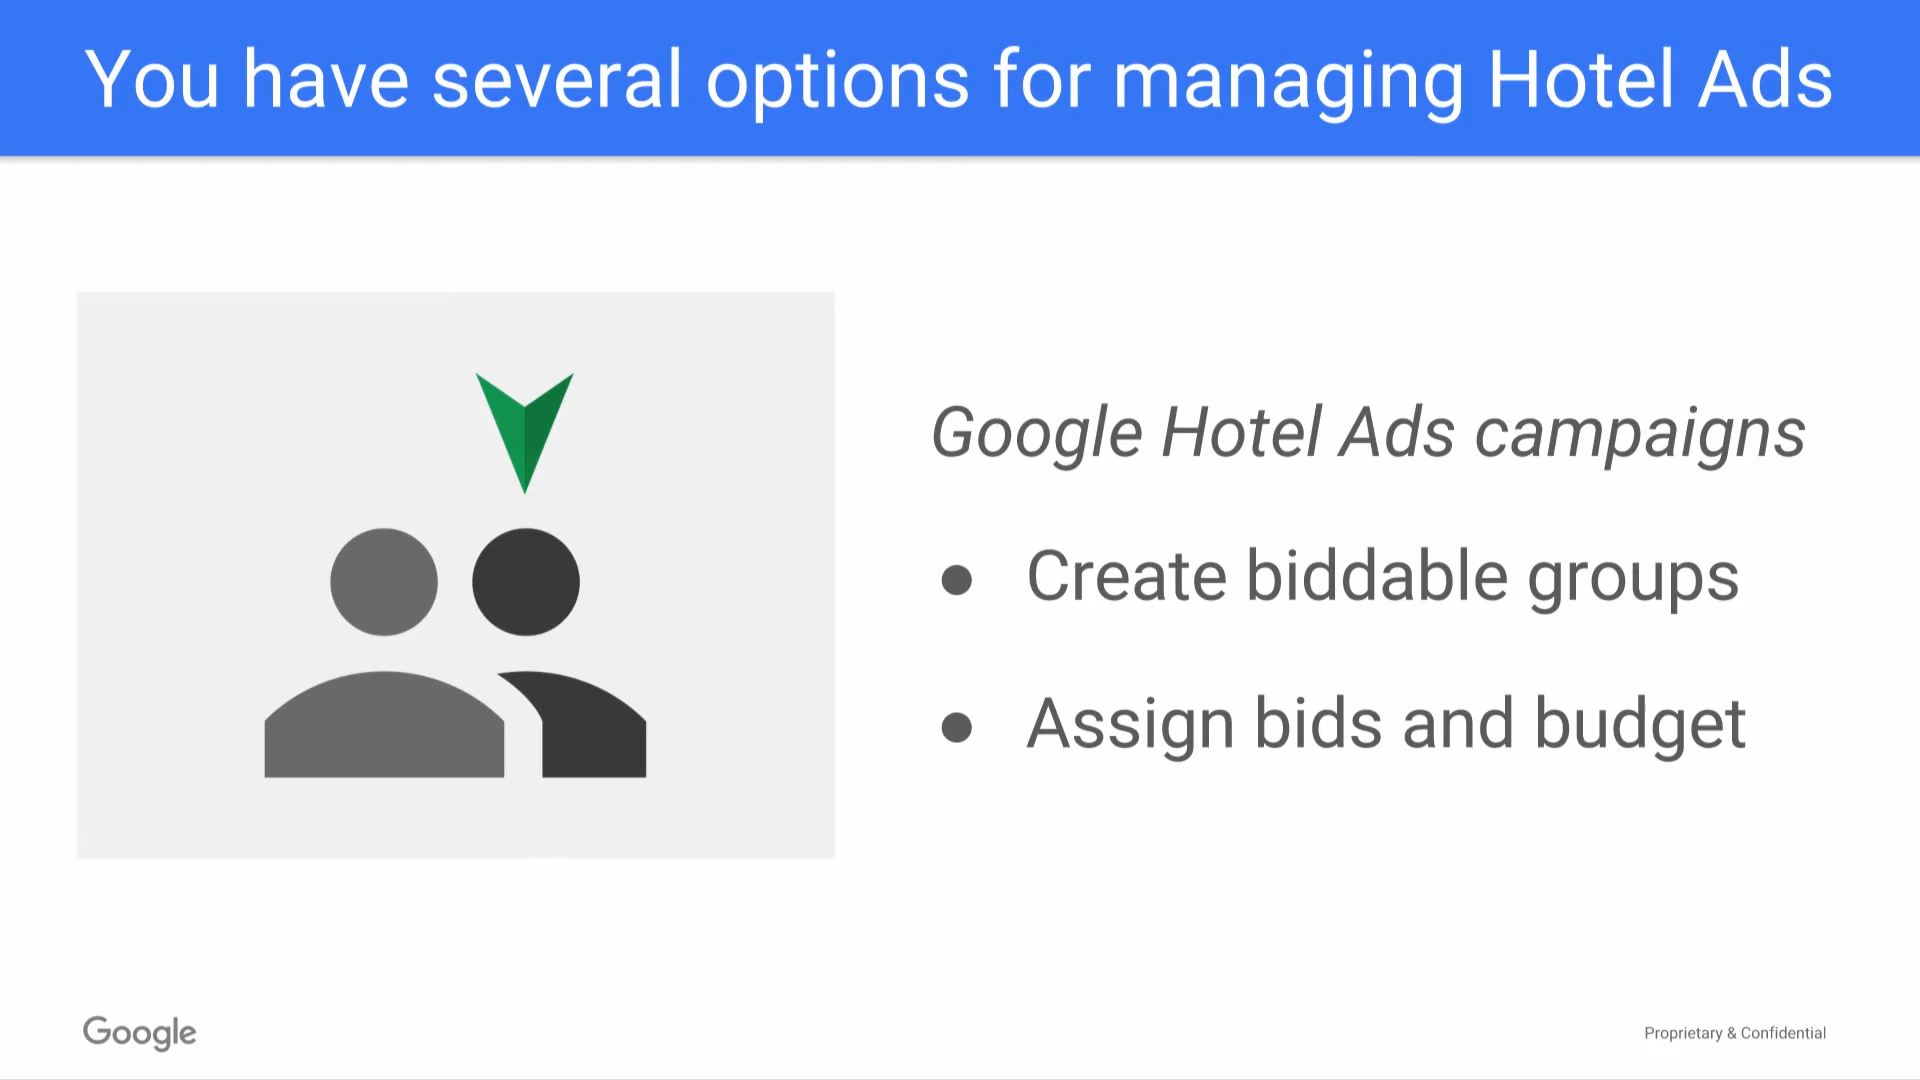 You have several options for managing Hotel Ads
Google Hotel Ads campaigns
● Create biddable groups
● Assign bids and budget
Google
Proprietary & Confidential